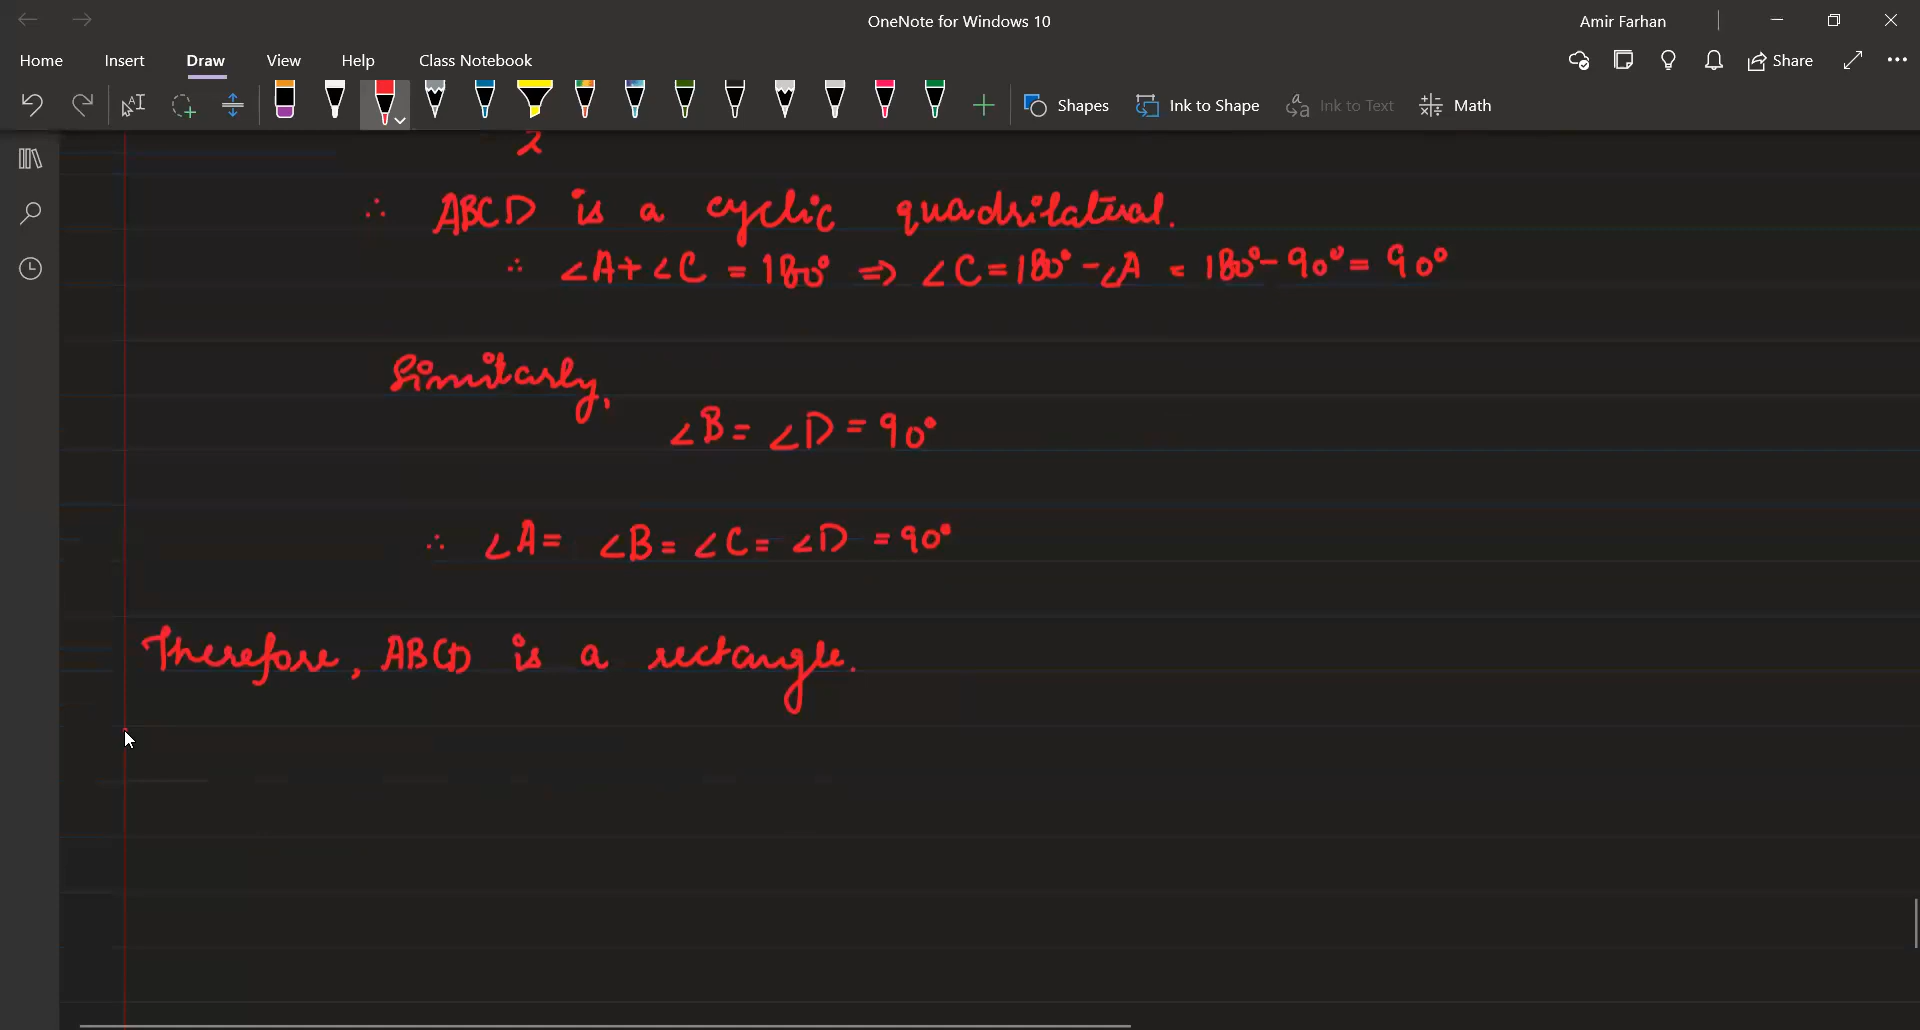 OneNote for Windows 10
Amir Farhan
Home Insert Draw View Help Class Notebook
Share
Shapes Ink to Shape Ink to Text Math
2
∴ ABCD is a cyclic quadrilateral.
∴ ∠A + ∠C = 180° ⇒ ∠C = 180° - ∠A = 180° - 90° = 90°
Similarly,
∠B = ∠D = 90°
∴ ∠A = ∠B = ∠C = ∠D = 90°
Therefore, ABCD is a rectangle.